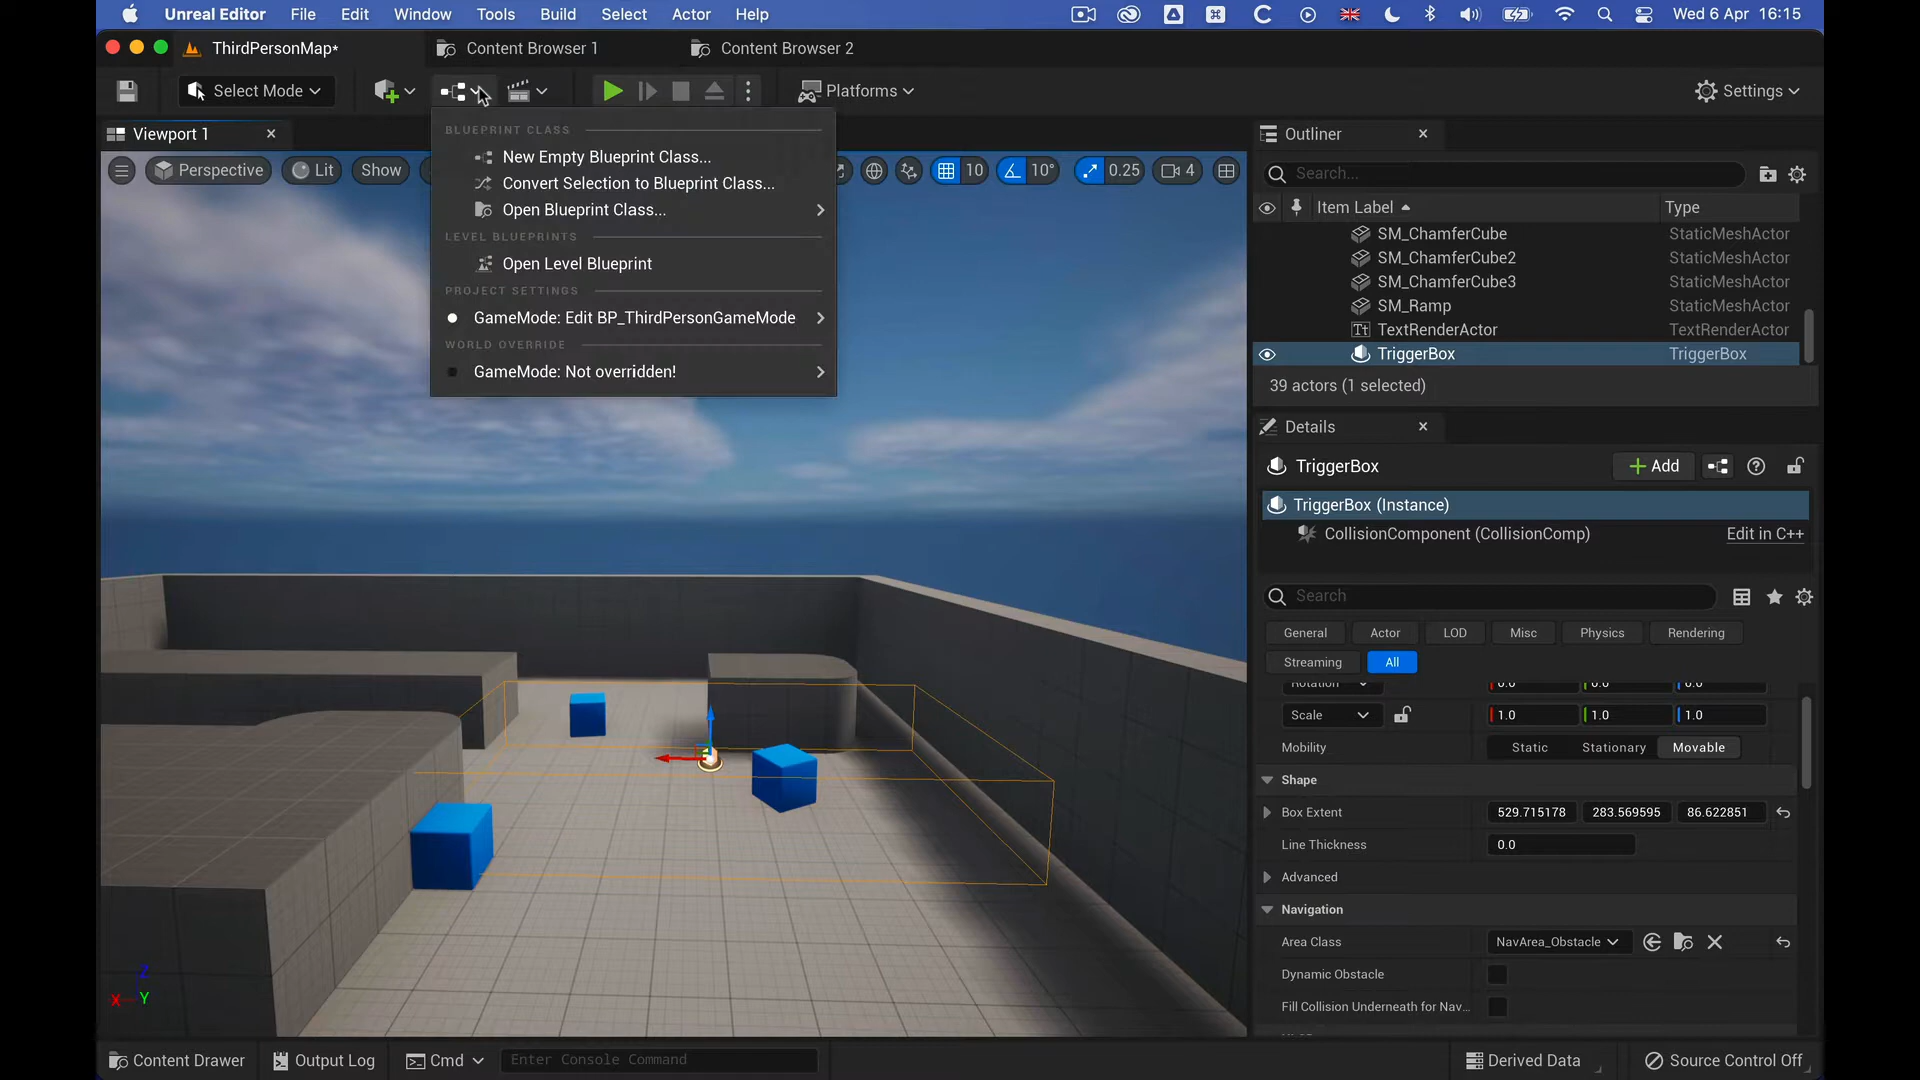 Unreal Editor File Edit Window Tools Build Select Actor Help Wed 6 Apr 16:15
ThirdPersonMap* Content Browser 1 Content Browser 2
Select Mode Platforms Settings
Viewport 1
Perspective Lit Show 10 10° 0.25 4
BLUEPRINT CLASS
New Empty Blueprint Class...
Convert Selection to Blueprint Class...
Open Blueprint Class...
LEVEL BLUEPRINTS
Open Level Blueprint
PROJECT SETTINGS
GameMode: Edit BP_ThirdPersonGameMode
WORLD OVERRIDE
GameMode: Not overridden!
Z
X Y
Outliner
Search...
Item Label Type
SM_ChamferCube StaticMeshActor
SM_ChamferCube2 StaticMeshActor
SM_ChamferCube3 StaticMeshActor
SM_Ramp StaticMeshActor
TextRenderActor TextRenderActor
TriggerBox TriggerBox
39 actors (1 selected)
Details
TriggerBox Add
TriggerBox (Instance)
CollisionComponent (CollisionComp) Edit in C++
Search
General Actor LOD Misc Physics Rendering
Streaming All
Rotation 0.0 0.0 0.0
Scale 1.0 1.0 1.0
Mobility Static Stationary Movable
Shape
Box Extent 529.715178 283.569595 86.622851
Line Thickness 0.0
Advanced
Navigation
Area Class NavArea_Obstacle
Dynamic Obstacle
Fill Collision Underneath for Nav...
Content Drawer Output Log Cmd Enter Console Command Derived Data Source Control Off